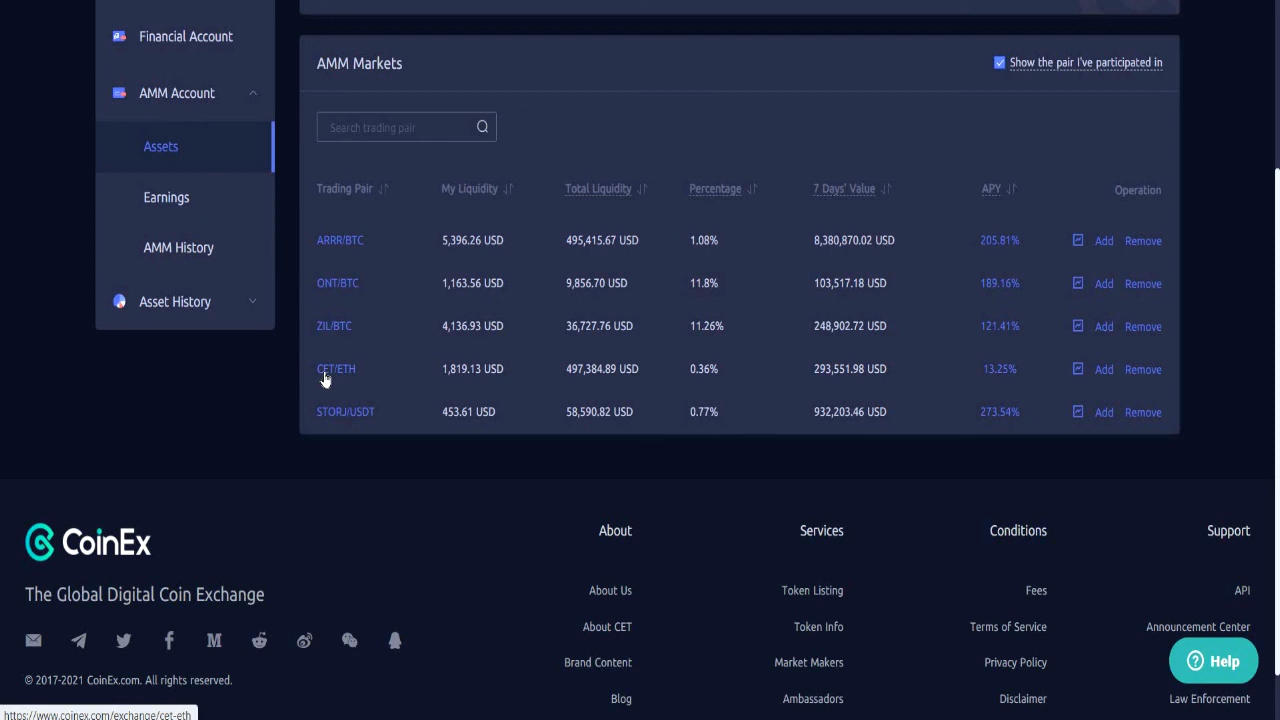 Financial Account
AMM Account
Assets
Earnings
AMM History
Asset History
AMM Markets
Show the pair I've participated in
Search trading pair
Trading Pair My Liquidity Total Liquidity Percentage 7 Days' Value APY Operation
ARRR/BTC 5,396.26 USD 495,415.67 USD 1.08% 8,380,870.02 USD 205.81% Add Remove
ONT/BTC 1,163.56 USD 9,856.70 USD 11.8% 103,517.18 USD 189.16% Add Remove
ZIL/BTC 4,136.93 USD 36,727.76 USD 11.26% 248,902.72 USD 121.41% Add Remove
CET/ETH 1,819.13 USD 497,384.89 USD 0.36% 293,551.98 USD 13.25% Add Remove
STORJ/USDT 453.61 USD 58,590.82 USD 0.77% 932,203.46 USD 273.54% Add Remove
CoinEx
The Global Digital Coin Exchange
© 2017-2021 CoinEx.com. All rights reserved.
About Services Conditions Support
About Us Token Listing Fees API
About CET Token Info Terms of Service Announcement Center
Brand Content Market Makers Privacy Policy
Blog Ambassadors Disclaimer Law Enforcement
Help
https://www.coinex.com/exchange/cet-eth